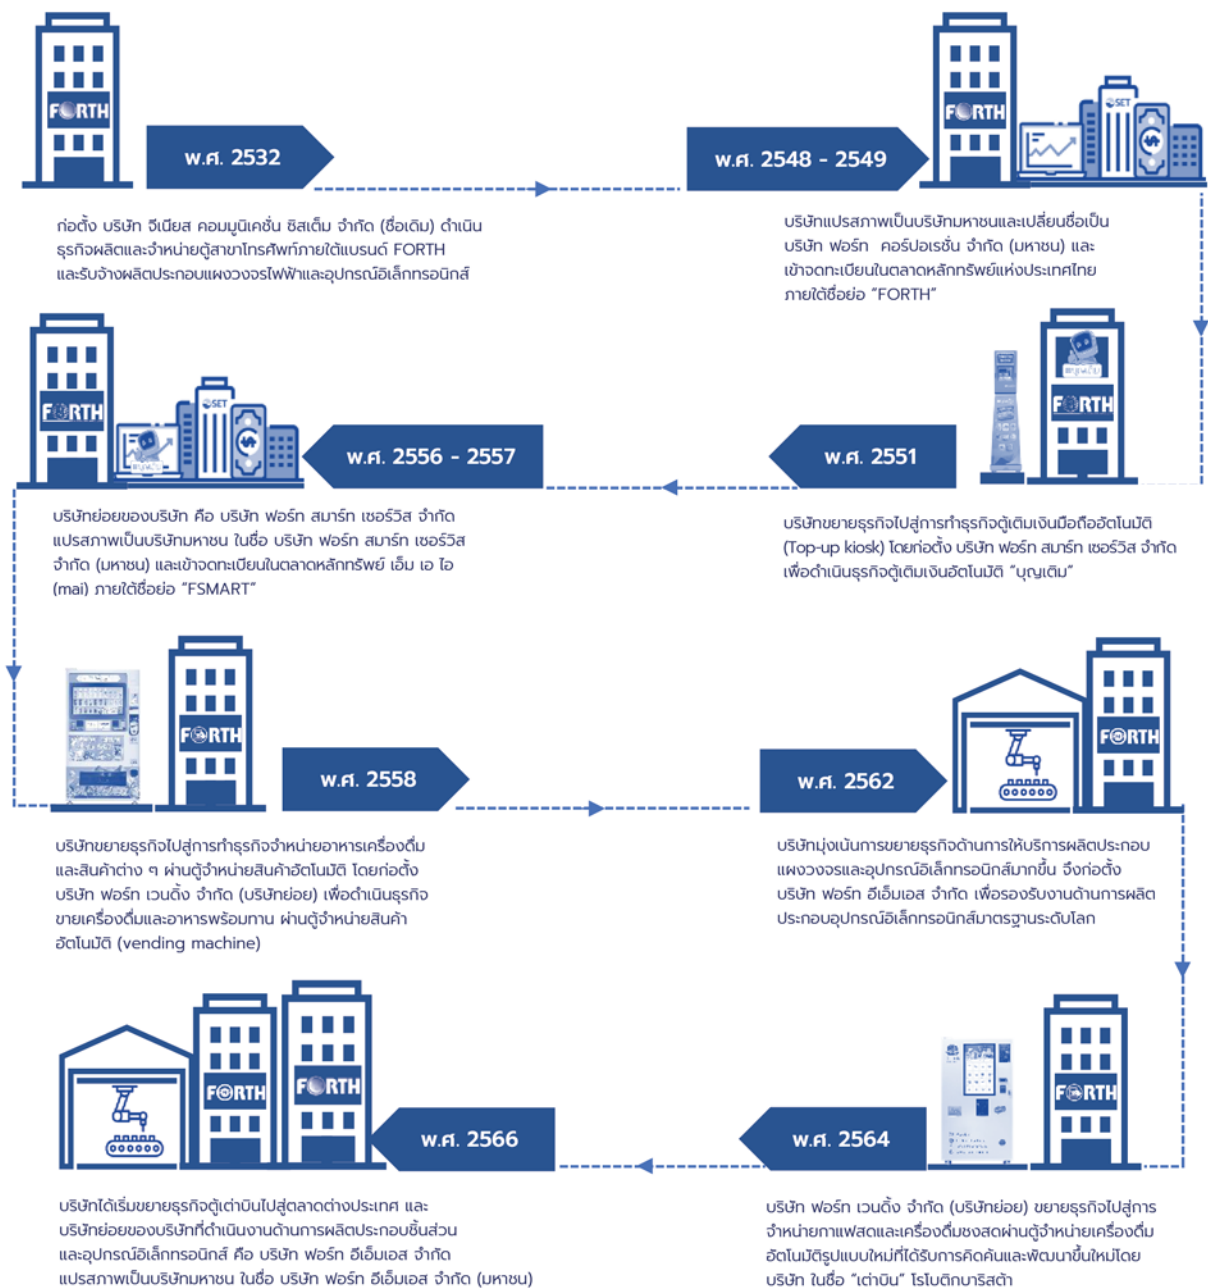 FORTH
พ.ศ. 2532
ก่อตั้ง บริษัท จีเนียส คอมมูนิเคชั่น ซิสเต็ม จำกัด (ชื่อเดิม) ดำเนิน
ธุรกิจผลิตและจำหน่ายตู้สาขาโทรศัพท์ภายใต้แบรนด์ FORTH
และรับจ้างผลิตประกอบแผงวงจรไฟฟ้าและอุปกรณ์อิเล็กทรอนิกส์
พ.ศ. 2548 - 2549
FORTH
SET
บริษัทแปรสภาพเป็นบริษัทมหาชนและเปลี่ยนชื่อเป็น
บริษัท ฟอร์ท คอร์ปอเรชั่น จำกัด (มหาชน) และ
เข้าจดทะเบียนในตลาดหลักทรัพย์แห่งประเทศไทย
ภายใต้ชื่อย่อ “FORTH”
พ.ศ. 2551
บุญเติม
FORTH
บริษัทขยายธุรกิจไปสู่การทำธุรกิจตู้เติมเงินมือถืออัตโนมัติ
(Top-up kiosk) โดยก่อตั้ง บริษัท ฟอร์ท สมาร์ท เซอร์วิส จำกัด
เพื่อดำเนินธุรกิจตู้เติมเงินอัตโนมัติ “บุญเติม”
FORTH
SET
บุญเติม
พ.ศ. 2556 - 2557
บริษัทย่อยของบริษัท คือ บริษัท ฟอร์ท สมาร์ท เซอร์วิส จำกัด
แปรสภาพเป็นบริษัทมหาชน ในชื่อ บริษัท ฟอร์ท สมาร์ท เซอร์วิส
จำกัด (มหาชน) และเข้าจดทะเบียนในตลาดหลักทรัพย์ เอ็ม เอ ไอ
(mai) ภายใต้ชื่อย่อ “FSMART”
FORTH
พ.ศ. 2558
บริษัทขยายธุรกิจไปสู่การทำธุรกิจจำหน่ายอาหารเครื่องดื่ม
และสินค้าต่าง ๆ ผ่านตู้จำหน่ายสินค้าอัตโนมัติ โดยก่อตั้ง
บริษัท ฟอร์ท เวนดิ้ง จำกัด (บริษัทย่อย) เพื่อดำเนินธุรกิจ
ขายเครื่องดื่มและอาหารพร้อมทาน ผ่านตู้จำหน่ายสินค้า
อัตโนมัติ (vending machine)
พ.ศ. 2562
FORTH
บริษัทมุ่งเน้นการขยายธุรกิจด้านการให้บริการผลิตประกอบ
แผงวงจรและอุปกรณ์อิเล็กทรอนิกส์มากขึ้น จึงก่อตั้ง
บริษัท ฟอร์ท อีเอ็มเอส จำกัด เพื่อรองรับงานด้านการผลิต
ประกอบอุปกรณ์อิเล็กทรอนิกส์มาตรฐานระดับโลก
พ.ศ. 2564
FORTH
บริษัท ฟอร์ท เวนดิ้ง จำกัด (บริษัทย่อย) ขยายธุรกิจไปสู่การ
จำหน่ายกาแฟสดและเครื่องดื่มชงสดผ่านตู้จำหน่ายเครื่องดื่ม
อัตโนมัติรูปแบบใหม่ที่ได้รับการคิดค้นและพัฒนาขึ้นใหม่โดย
บริษัท ในชื่อ “เต่าบิน” โรโบติกบาริสต้า
FORTH
FORTH
พ.ศ. 2566
บริษัทได้เริ่มขยายธุรกิจตู้เต่าบินไปสู่ตลาดต่างประเทศ และ
บริษัทย่อยของบริษัทที่ดำเนินงานด้านการผลิตประกอบชิ้นส่วน
และอุปกรณ์อิเล็กทรอนิกส์ คือ บริษัท ฟอร์ท อีเอ็มเอส จำกัด
แปรสภาพเป็นบริษัทมหาชน ในชื่อ บริษัท ฟอร์ท อีเอ็มเอส จำกัด (มหาชน)